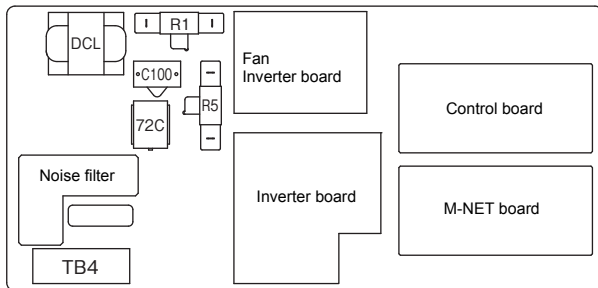 DCL
R1
C100
R5
72C
Fan
Inverter board
Control board
Noise filter
Inverter board
M-NET board
TB4